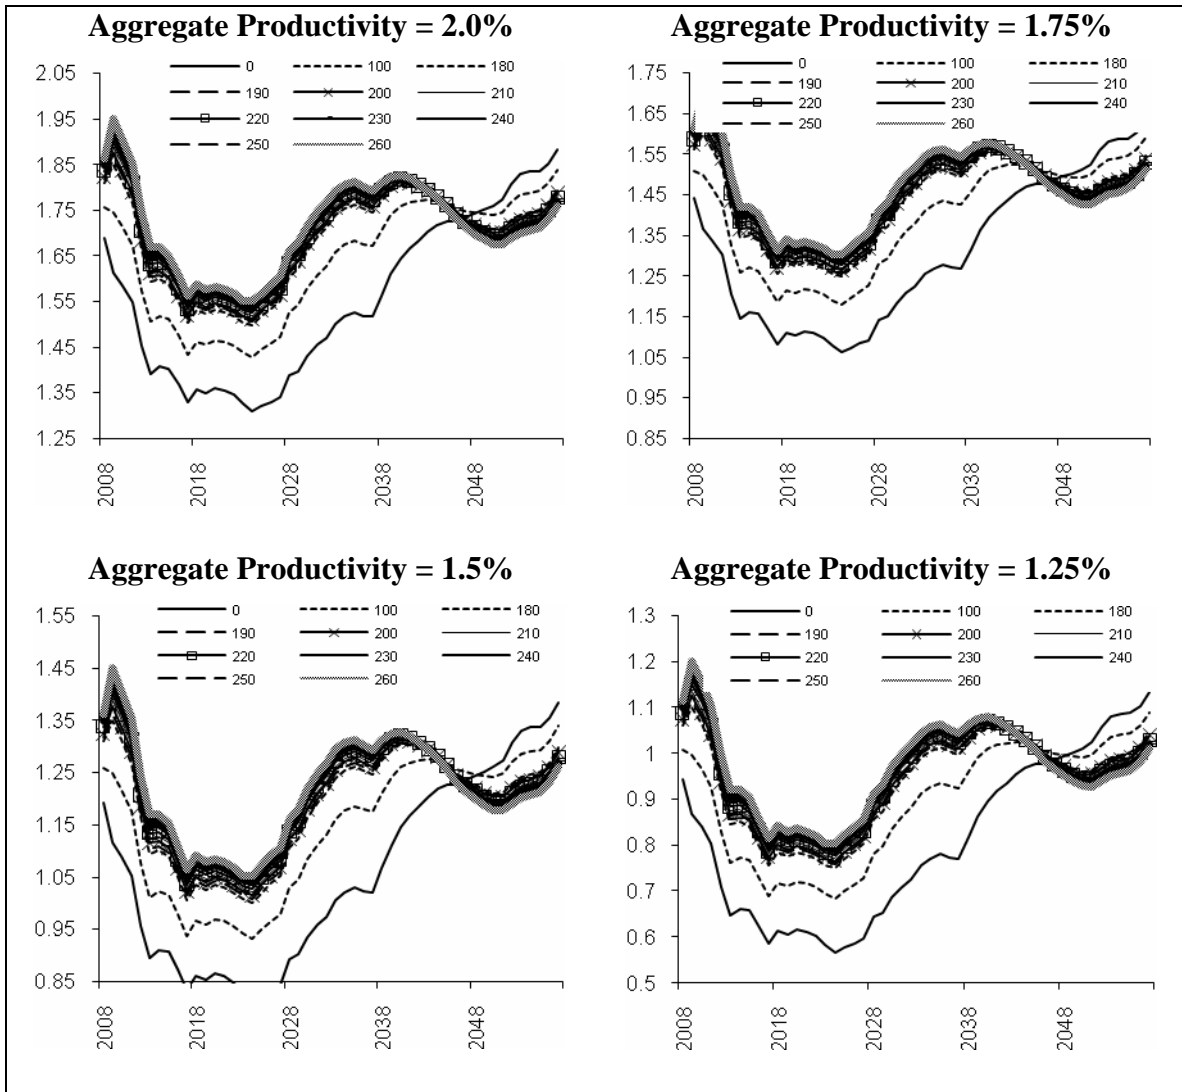 Aggregate Productivity = 2.0%
0 100 180
190 200 210
220 230 240
250 260
2.05
1.95
1.85
1.75
1.65
1.55
1.45
1.35
1.25
2008 2018 2028 2038 2048
Aggregate Productivity = 1.75%
0 100 180
190 200 210
220 230 240
250 260
1.75
1.65
1.55
1.45
1.35
1.25
1.15
1.05
0.95
0.85
2008 2018 2028 2038 2048
Aggregate Productivity = 1.5%
0 100 180
190 200 210
220 230 240
250 260
1.55
1.45
1.35
1.25
1.15
1.05
0.95
0.85
2008 2018 2028 2038 2048
Aggregate Productivity = 1.25%
0 100 180
190 200 210
220 230 240
250 260
1.3
1.2
1.1
1
0.9
0.8
0.7
0.6
0.5
2008 2018 2028 2038 2048